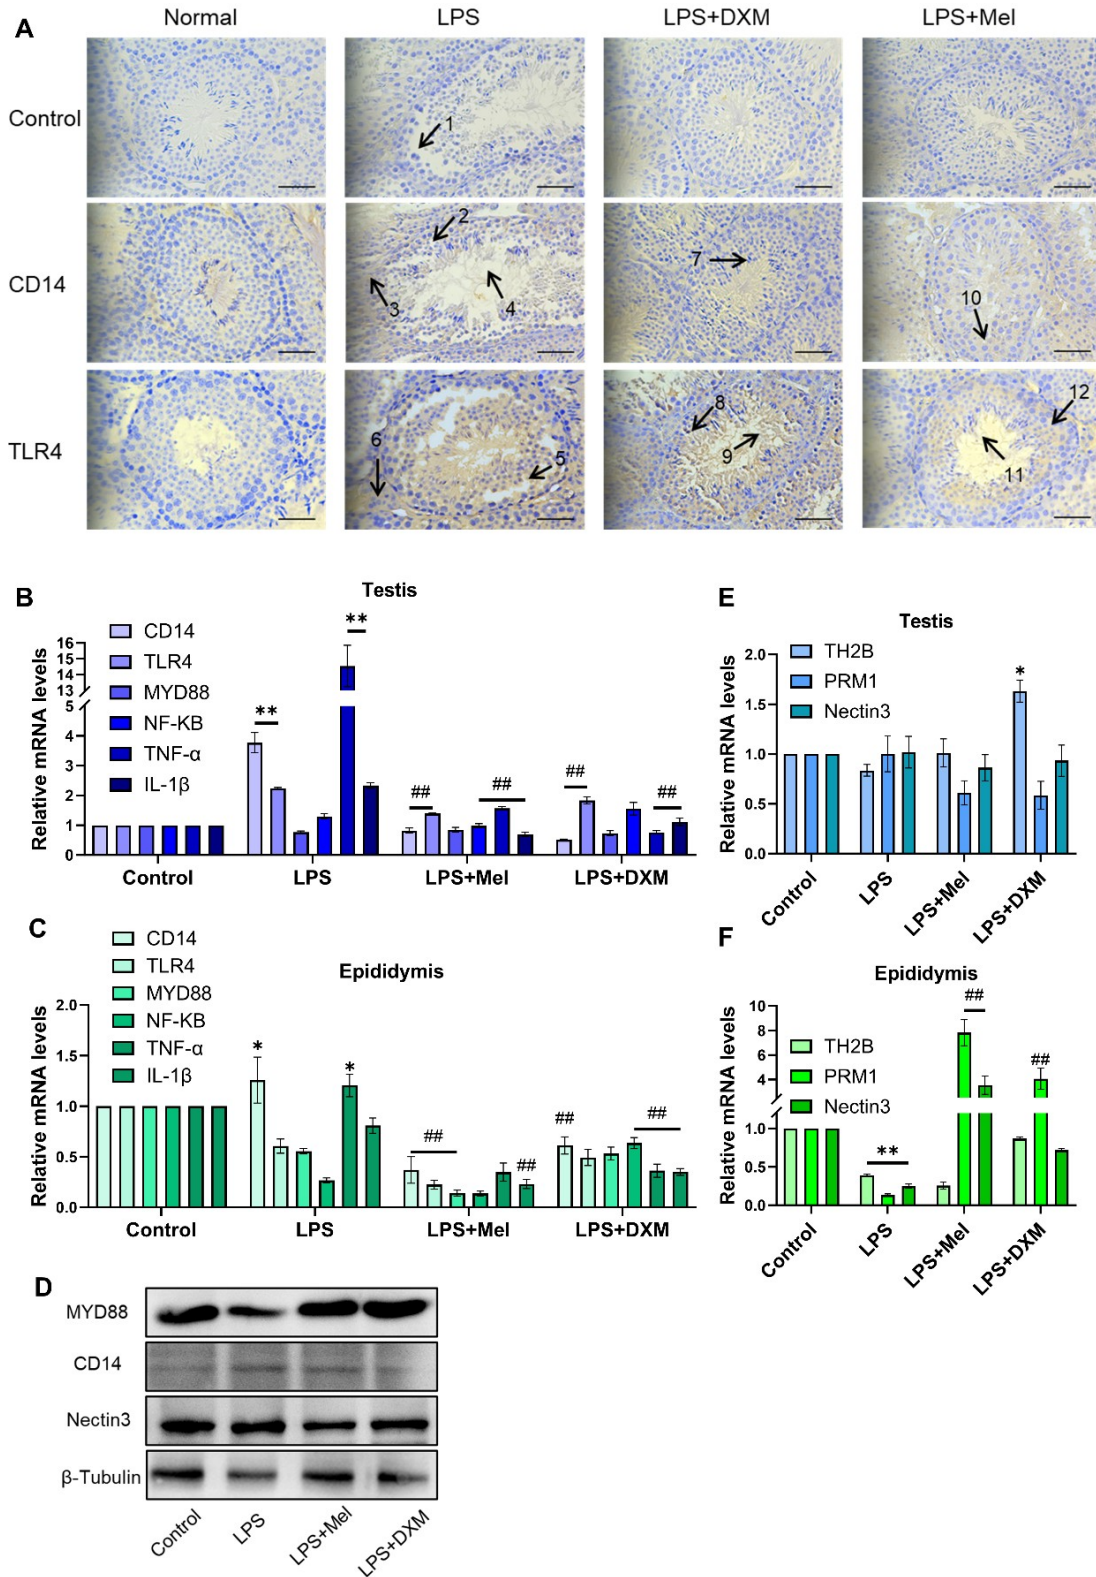 A
Normal LPS LPS+DXM LPS+Mel
Control
1
CD14
2
3
4
7
10
TLR4
6
5
8
9
12
11
B
Testis
CD14
TLR4
MYD88
NF-KB
TNF-α
IL-1β
Relative mRNA levels
16
15
14
13
5
4
3
2
1
0
**
**
##
##
##
##
Control LPS LPS+Mel LPS+DXM
C
Epididymis
CD14
TLR4
MYD88
NF-KB
TNF-α
IL-1β
Relative mRNA levels
2.0
1.5
1.0
0.5
0.0
*
*
##
##
##
##
Control LPS LPS+Mel LPS+DXM
D
MYD88
CD14
Nectin3
β-Tubulin
Control LPS LPS+Mel LPS+DXM
E
Testis
TH2B
PRM1
Nectin3
Relative mRNA levels
2.0
1.5
1.0
0.5
0.0
*
Control LPS LPS+Mel LPS+DXM
F
Epididymis
TH2B
PRM1
Nectin3
Relative mRNA levels
10
8
6
4
1.0
0.5
0.0
**
##
##
Control LPS LPS+Mel LPS+DXM